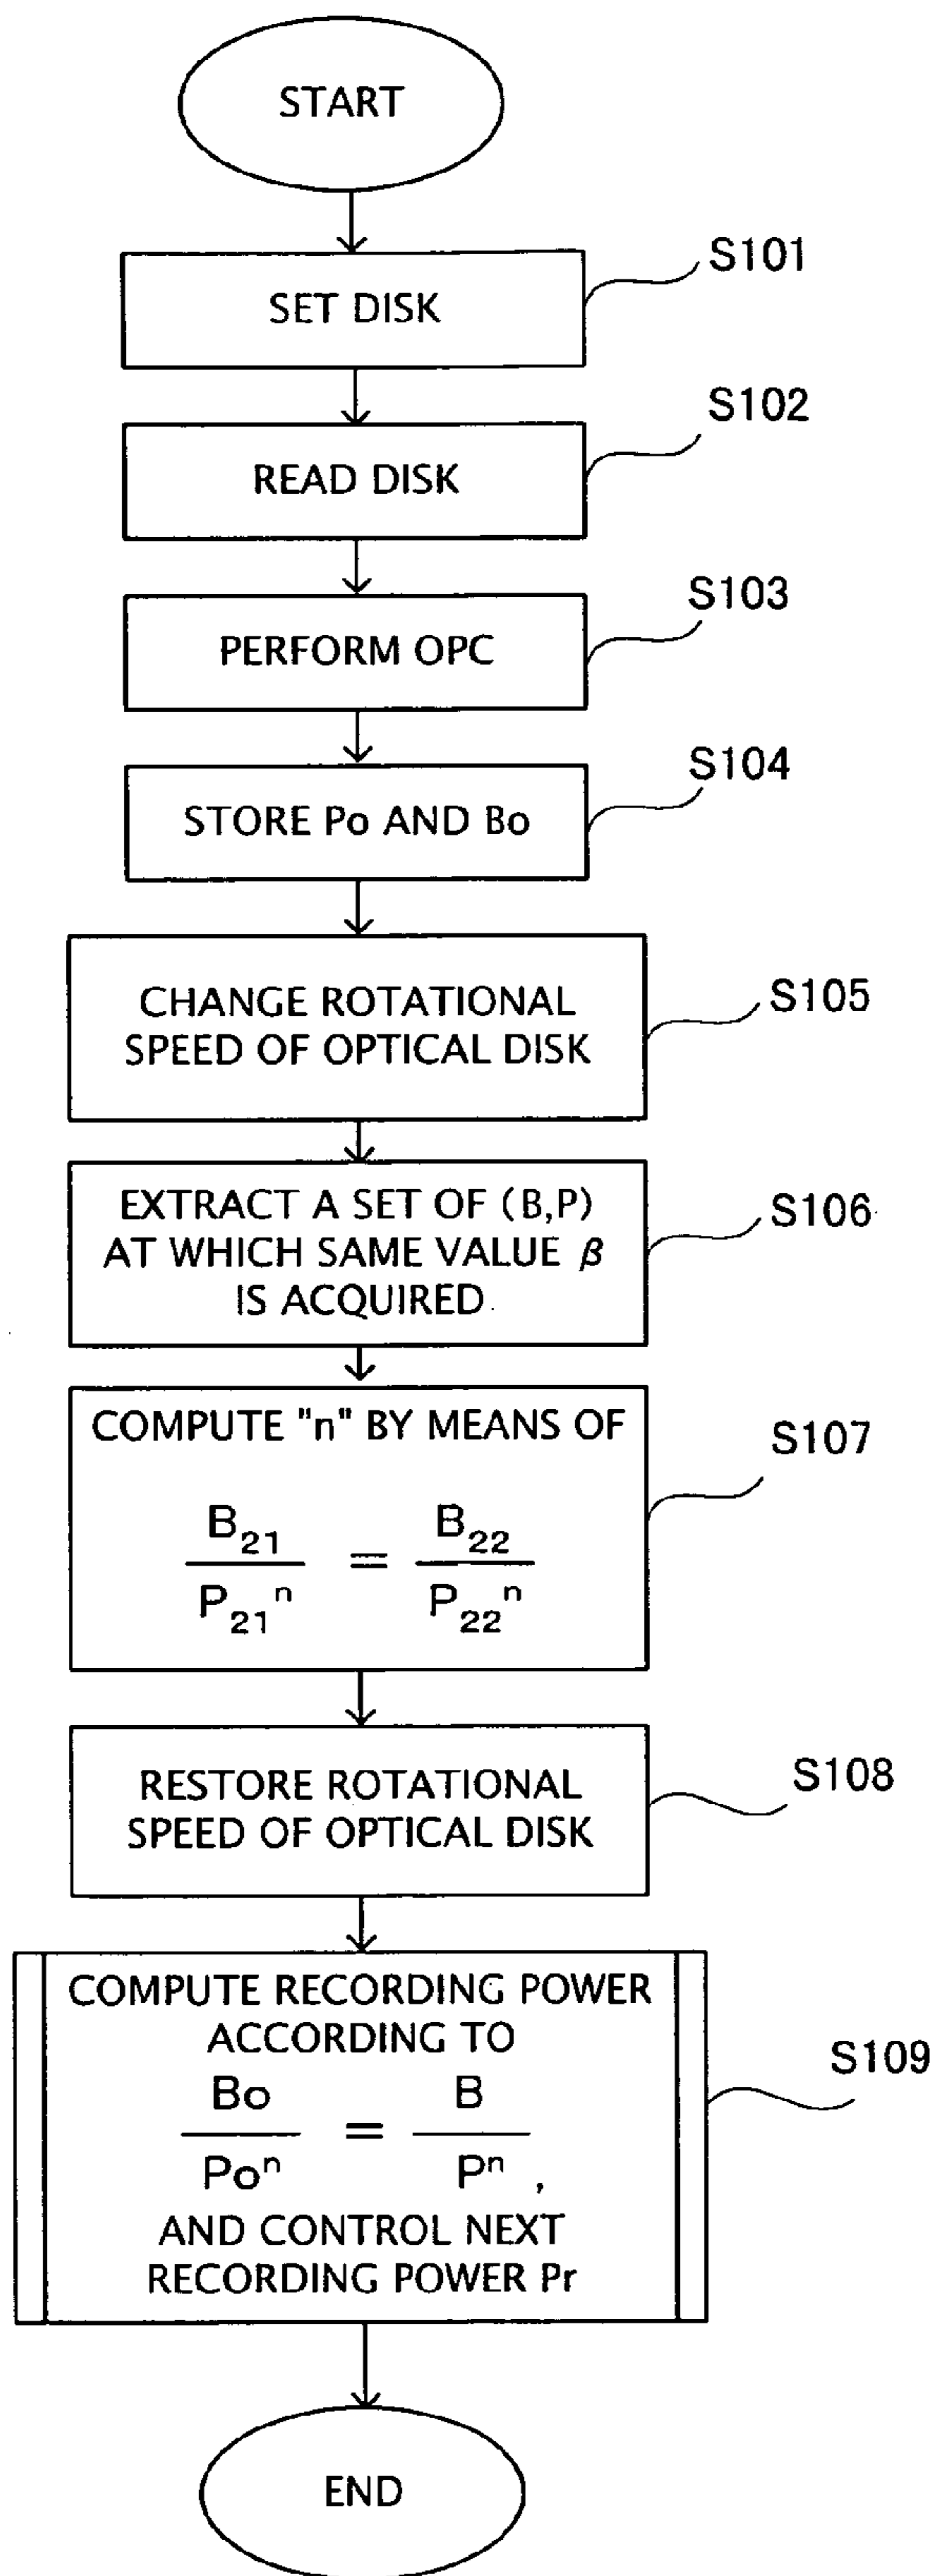 START
S101
SET DISK
S102
READ DISK
S103
PERFORM OPC
S104
STORE Po AND Bo
S105
CHANGE ROTATIONAL
SPEED OF OPTICAL DISK
S106
EXTRACT A SET OF (B,P)
AT WHICH SAME VALUE β
IS ACQUIRED
S107
COMPUTE "n" BY MEANS OF
B₂₁ / P₂₁ⁿ = B₂₂ / P₂₂ⁿ
S108
RESTORE ROTATIONAL
SPEED OF OPTICAL DISK
S109
COMPUTE RECORDING POWER
ACCORDING TO
Bo / Poⁿ = B / Pⁿ ,
AND CONTROL NEXT
RECORDING POWER Pr
END